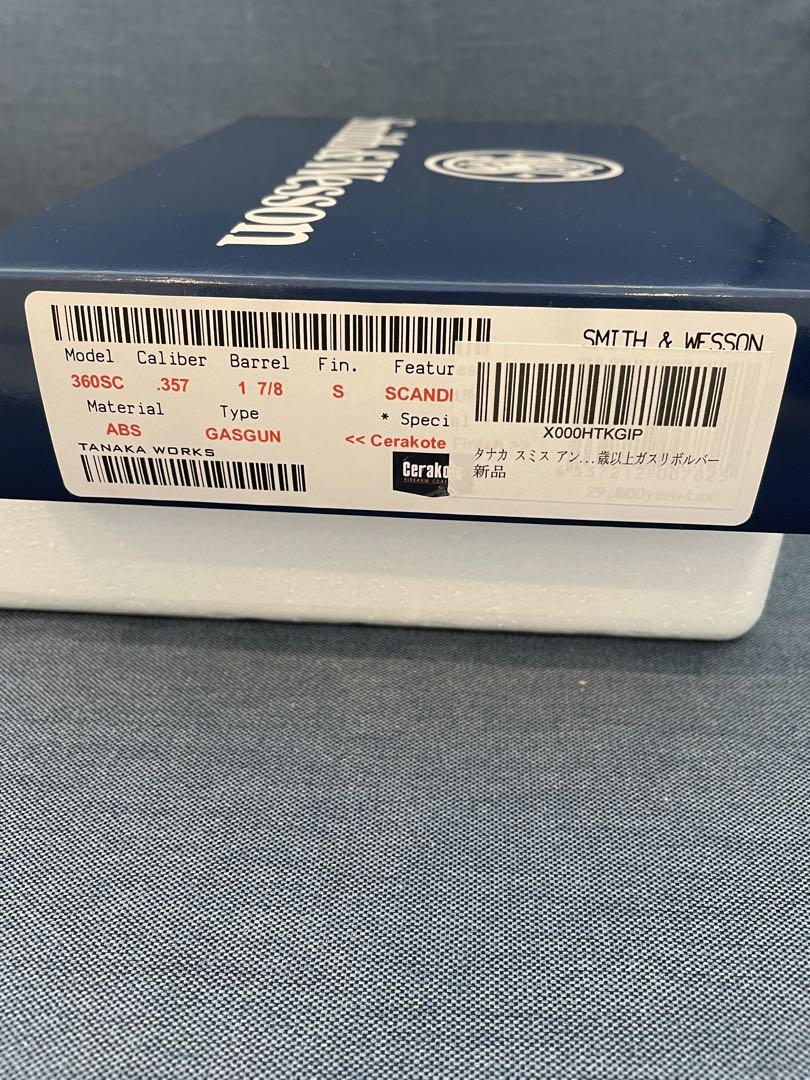 Smith & Wesson
SMITH & WESSON
Model Caliber Barrel Fin. Featur
360SC .357 1 7/8 S SCANDI
Material Type * Speci
ABS GASGUN << Cerakote Finish >>
TANAKA WORKS
Cerako
X000HTKGIP
タナカ スミス アン...歳以上ガスリボルバー
新品
29,800yen+tax